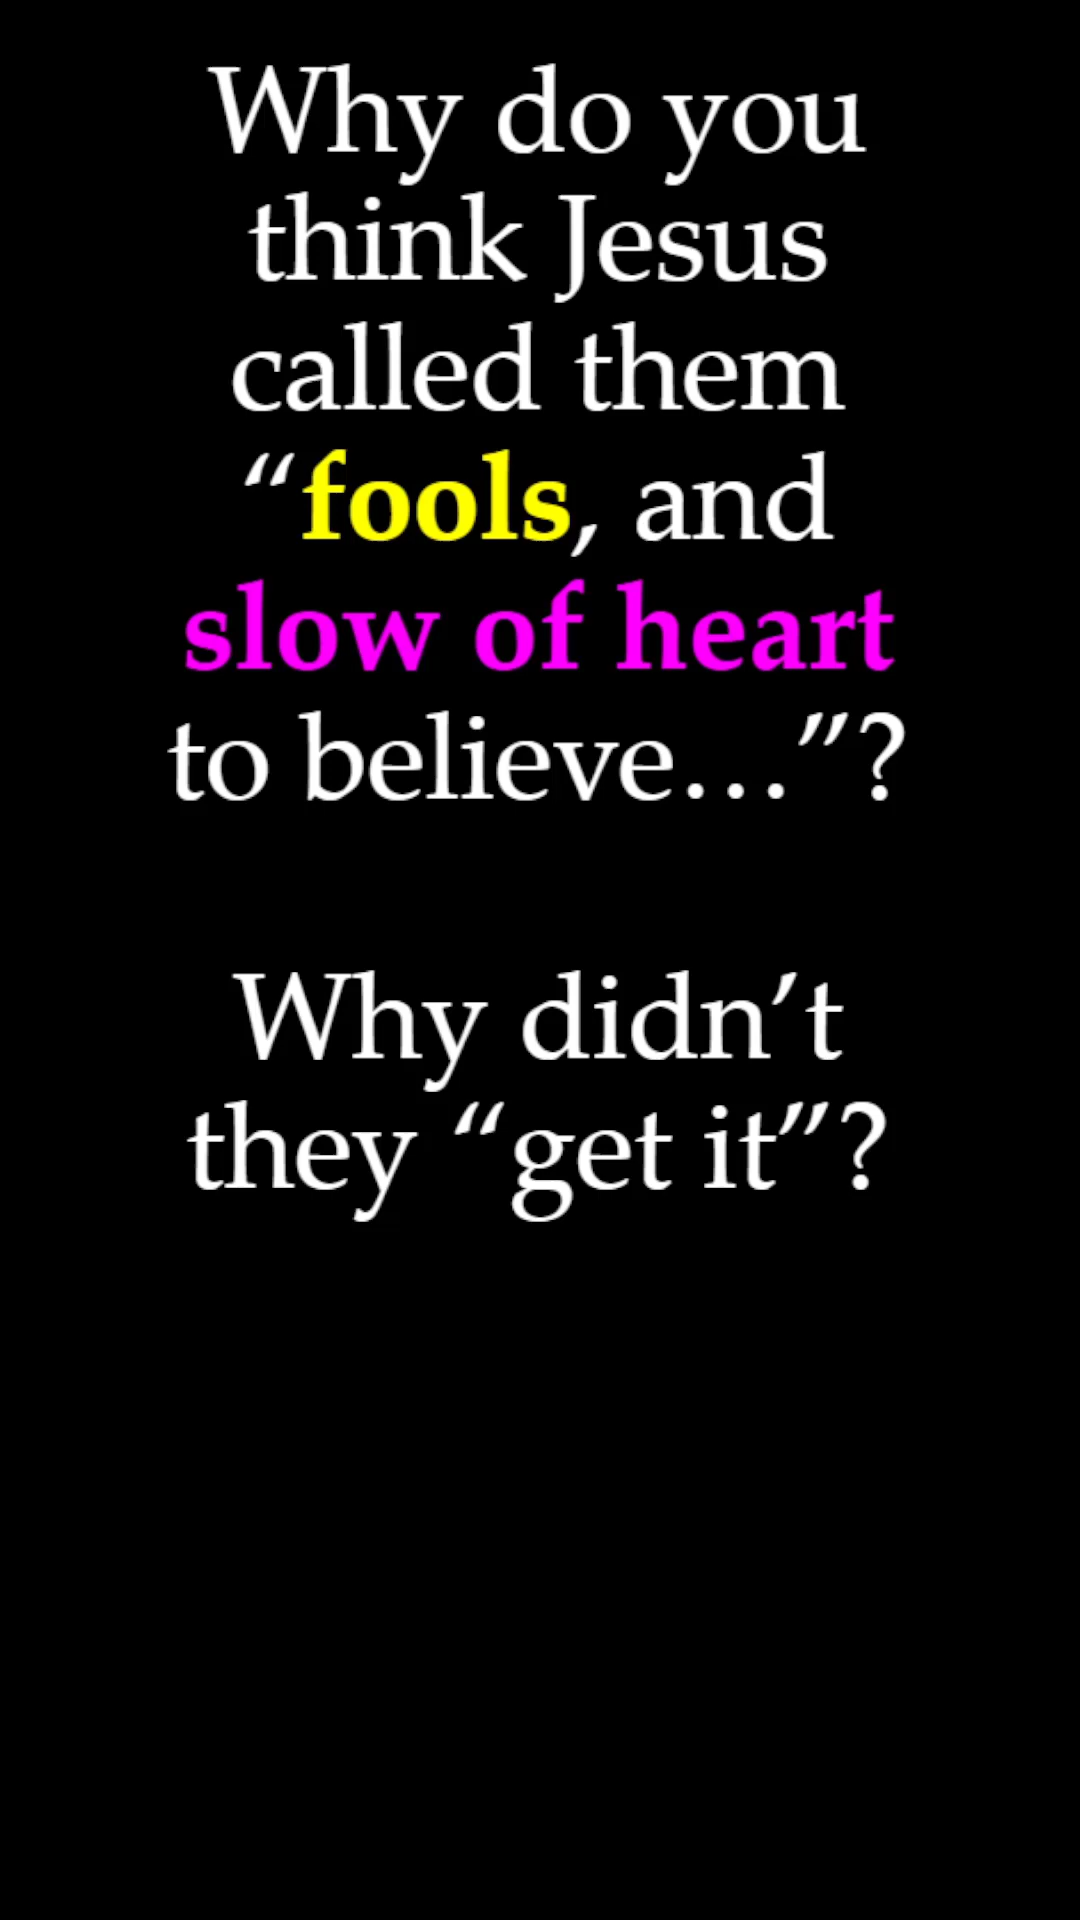 Why do you
think Jesus
called them
“fools, and
slow of heart
to believe…”?
Why didn’t
they “get it”?